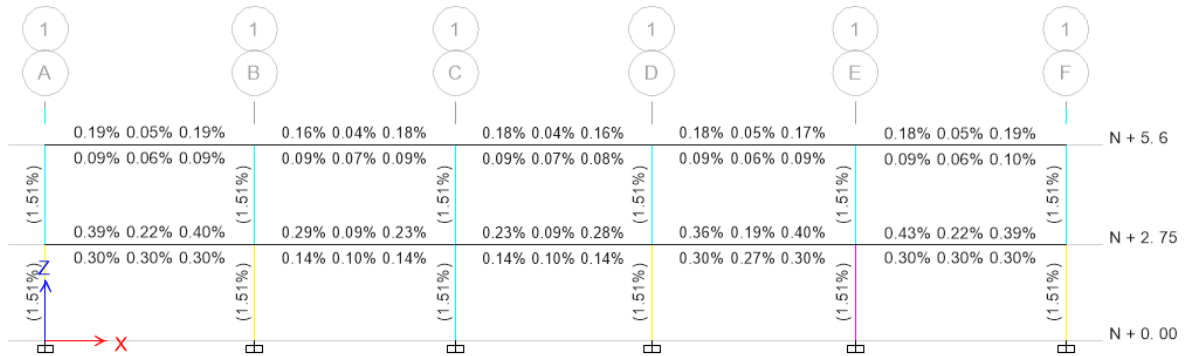 1 1 1 1 1 1
A B C D E F
0.19% 0.05% 0.19% 0.16% 0.04% 0.18% 0.18% 0.04% 0.16% 0.18% 0.05% 0.17% 0.18% 0.05% 0.19% N + 5.6
0.09% 0.06% 0.09% 0.09% 0.07% 0.09% 0.09% 0.07% 0.08% 0.09% 0.06% 0.09% 0.09% 0.06% 0.10%
(1.51%) (1.51%) (1.51%) (1.51%) (1.51%) (1.51%)
0.39% 0.22% 0.40% 0.29% 0.09% 0.23% 0.23% 0.09% 0.28% 0.36% 0.19% 0.40% 0.43% 0.22% 0.39% N + 2.75
0.30% 0.30% 0.30% 0.14% 0.10% 0.14% 0.14% 0.10% 0.14% 0.30% 0.27% 0.30% 0.30% 0.30% 0.30%
(1.51%) (1.51%) (1.51%) (1.51%) (1.51%) (1.51%)
Z
X N + 0.00